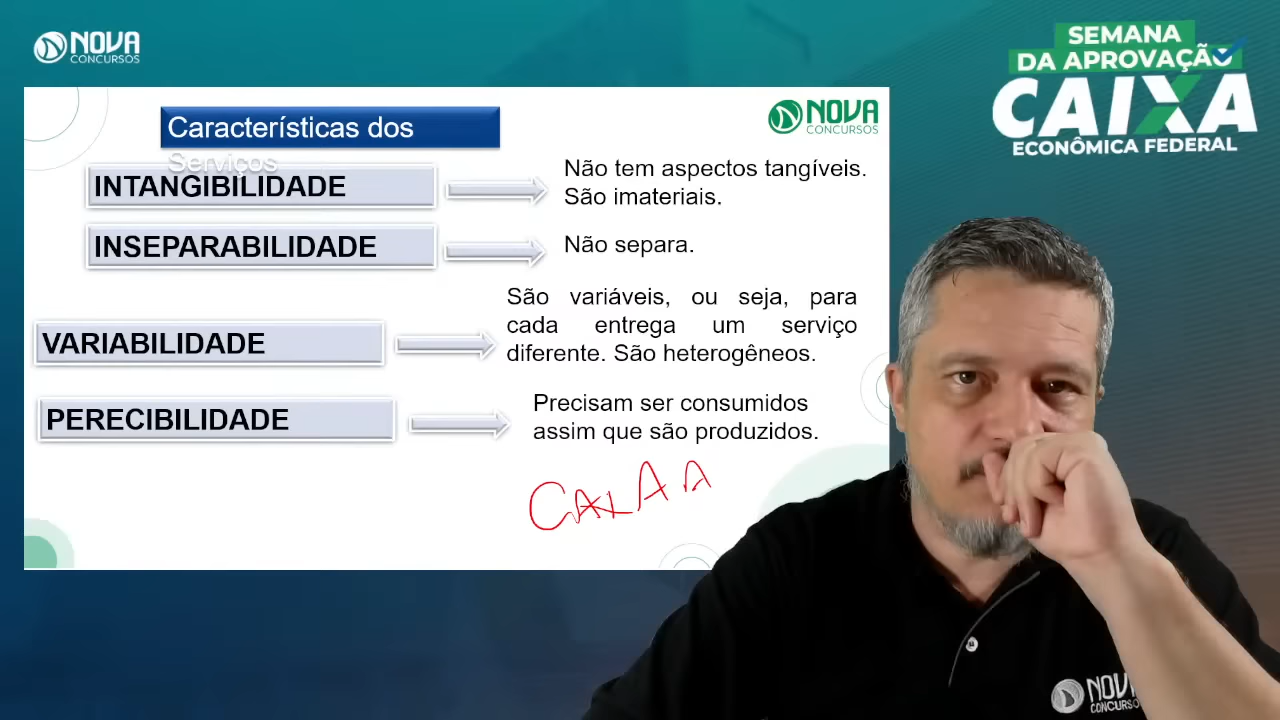 NOVA
CONCURSOS
SEMANA
DA APROVAÇÃO
CAIXA
ECONÔMICA FEDERAL
NOVA
CONCURSOS
Características dos
Serviços
INTANGIBILIDADE
Não tem aspectos tangíveis.
São imateriais.
INSEPARABILIDADE
Não separa.
VARIABILIDADE
São variáveis, ou seja, para
cada entrega um serviço
diferente. São heterogêneos.
PERECIBILIDADE
Precisam ser consumidos
assim que são produzidos.
NOV
CONCURSO